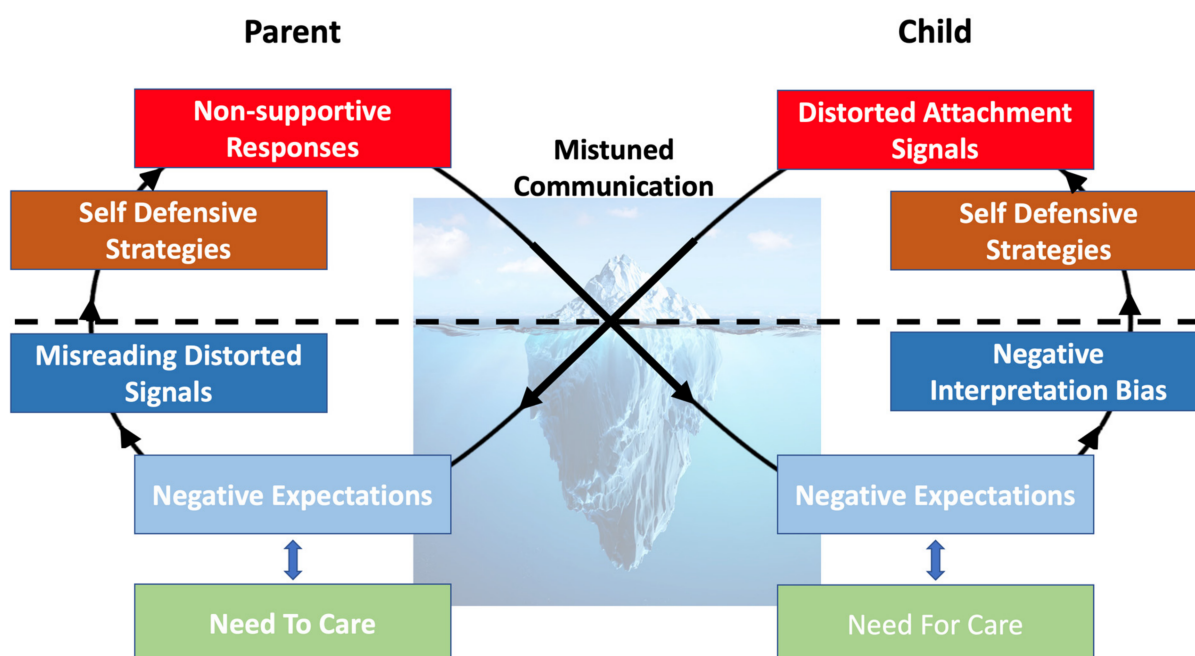 Parent
Child
Non-supportive
Responses
Distorted Attachment
Signals
Mistuned
Communication
Self Defensive
Strategies
Self Defensive
Strategies
Misreading Distorted
Signals
Negative
Interpretation Bias
Negative Expectations
Negative Expectations
Need To Care
Need For Care